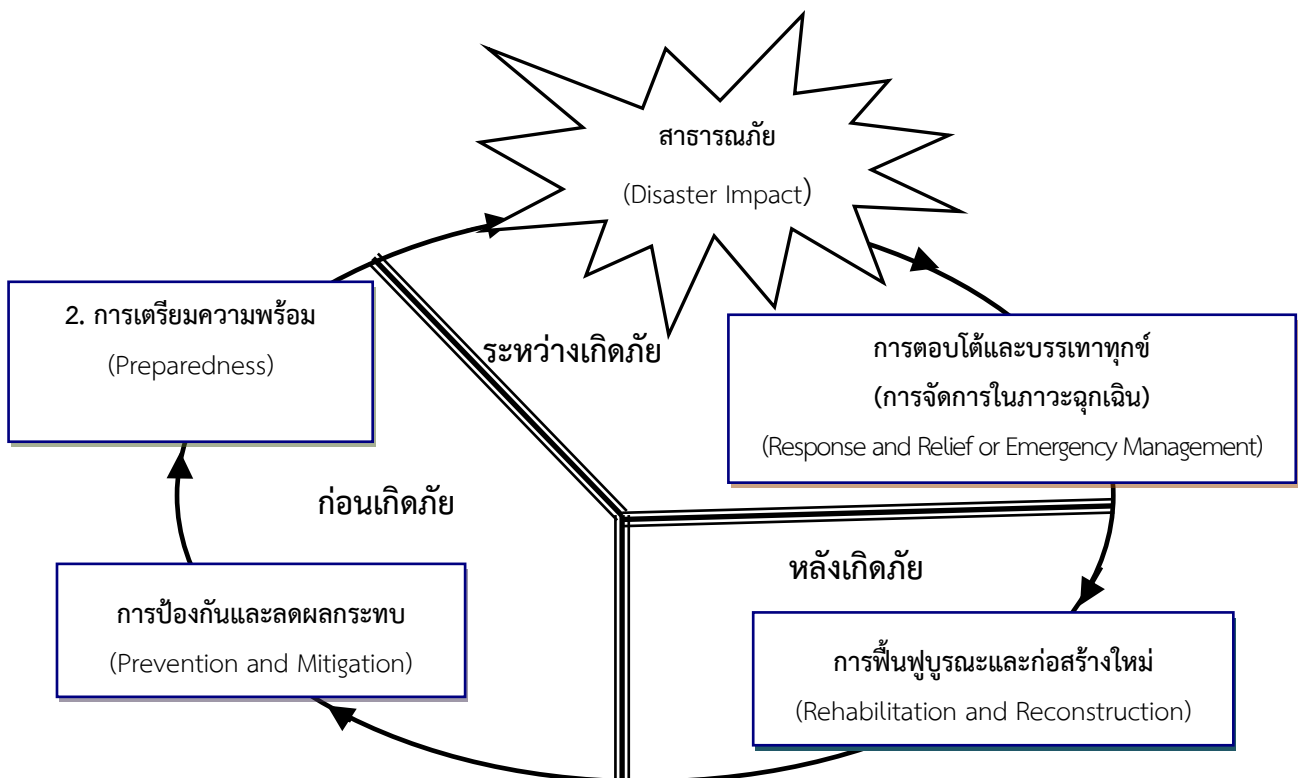 สาธารณภัย
(Disaster Impact)
2. การเตรียมความพร้อม
(Preparedness)
ระหว่างเกิดภัย
การตอบโต้และบรรเทาทุกข์
(การจัดการในภาวะฉุกเฉิน)
(Response and Relief or Emergency Management)
ก่อนเกิดภัย
หลังเกิดภัย
การป้องกันและลดผลกระทบ
(Prevention and Mitigation)
การฟื้นฟูบูรณะและก่อสร้างใหม่
(Rehabilitation and Reconstruction)